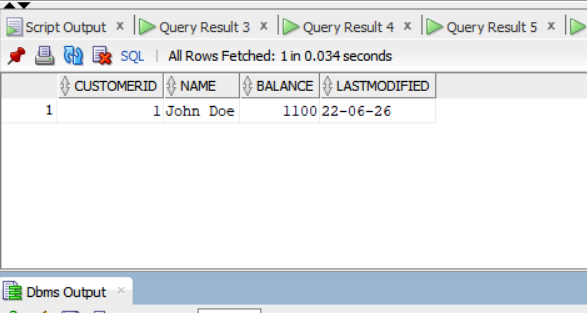 Script Output x Query Result 3 x Query Result 4 x Query Result 5 x
SQL | All Rows Fetched: 1 in 0.034 seconds
CUSTOMERID NAME BALANCE LASTMODIFIED
1 1 John Doe 1100 22-06-26
Dbms Output x